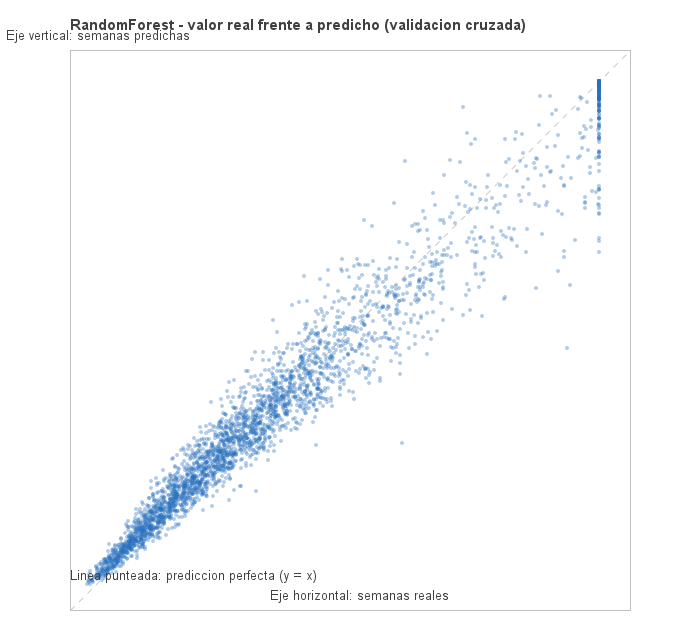 RandomForest - valor real frente a predicho (validacion cruzada)
Eje vertical: semanas predichas
Linea punteada: prediccion perfecta (y = x)
Eje horizontal: semanas reales